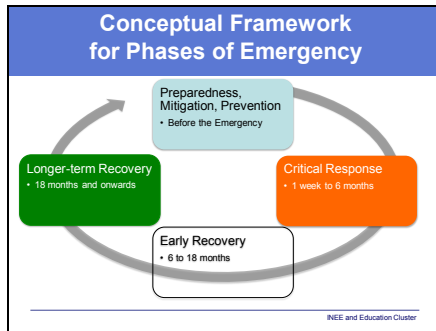 Conceptual Framework
for Phases of Emergency
Preparedness,
Mitigation, Prevention
• Before the Emergency
Longer-term Recovery
• 18 months and onwards
Critical Response
• 1 week to 6 months
Early Recovery
• 6 to 18 months
INEE and Education Cluster